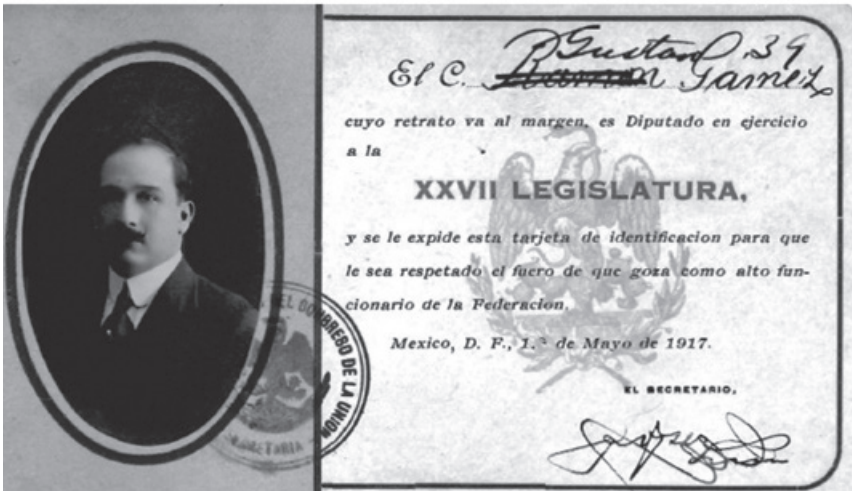 Gustavo 39
El C. Ramon Gamez
cuyo retrato va al margen, es Diputado en ejercicio
a la
XXVII LEGISLATURA,
y se le expide esta tarjeta de identificacion para que
le sea respetado el fuero de que goza como alto fun-
cionario de la Federacion.
Mexico, D. F., 1.º de Mayo de 1917.
EL SECRETARIO,
DE LA UNION